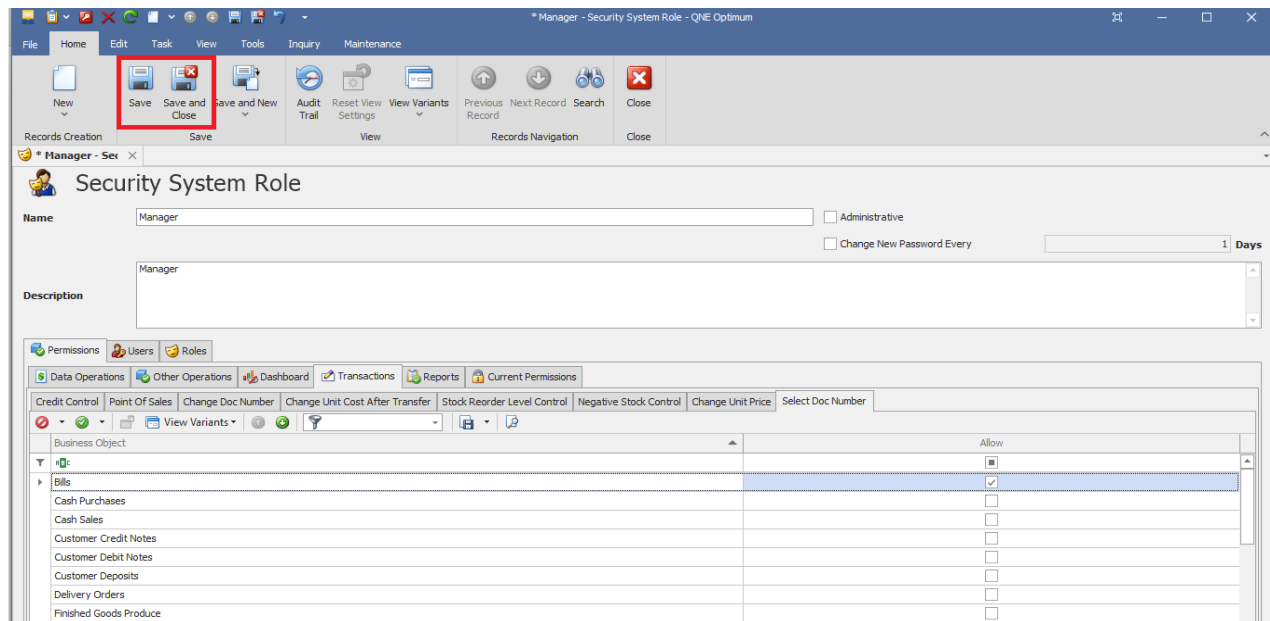 * Manager - Security System Role - QNE Optimum
File Home Edit Task View Tools Inquiry Maintenance
New Save Save and Close Save and New Audit Trail Reset View Settings View Variants Previous Record Next Record Search Close
Records Creation Save View Records Navigation Close
* Manager - Sec
Security System Role
Name Manager Administrative
Change New Password Every 1 Days
Manager
Description
Permissions Users Roles
Data Operations Other Operations Dashboard Transactions Reports Current Permissions
Credit Control Point Of Sales Change Doc Number Change Unit Cost After Transfer Stock Reorder Level Control Negative Stock Control Change Unit Price Select Doc Number
View Variants
Business Object Allow
Bills
Cash Purchases
Cash Sales
Customer Credit Notes
Customer Debit Notes
Customer Deposits
Delivery Orders
Finished Goods Produce